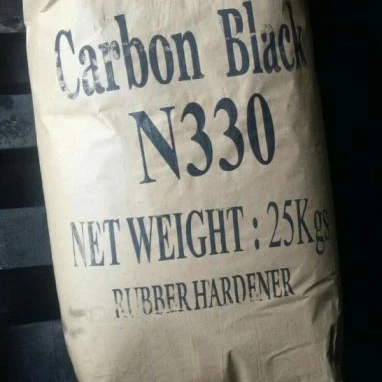 Carbon Black
N330
NET WEIGHT : 25Kgs
RUBBER HARDENER